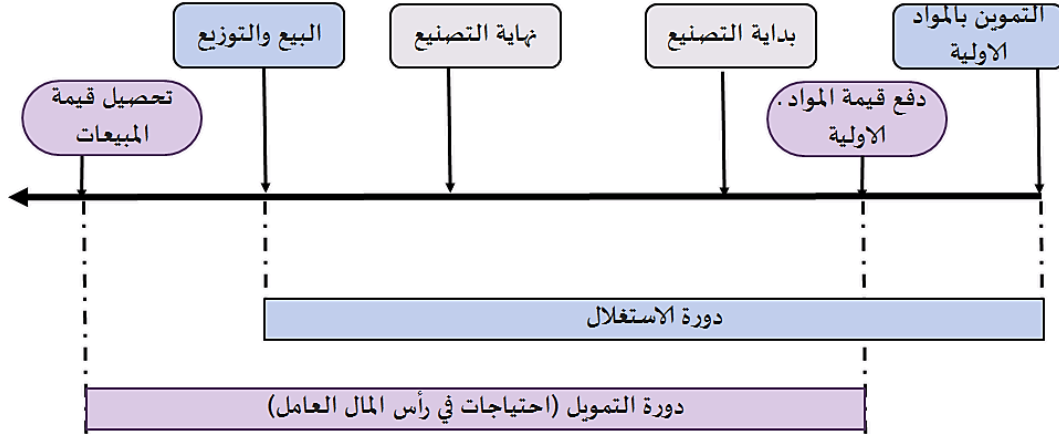 التموين بالمواد
الاولية
بداية التصنيع
نهاية التصنيع
البيع والتوزيع
دفع قيمة المواد .
الاولية
تحصيل قيمة
المبيعات
دورة الاستغلال
دورة التمويل (احتياجات في رأس المال العامل)